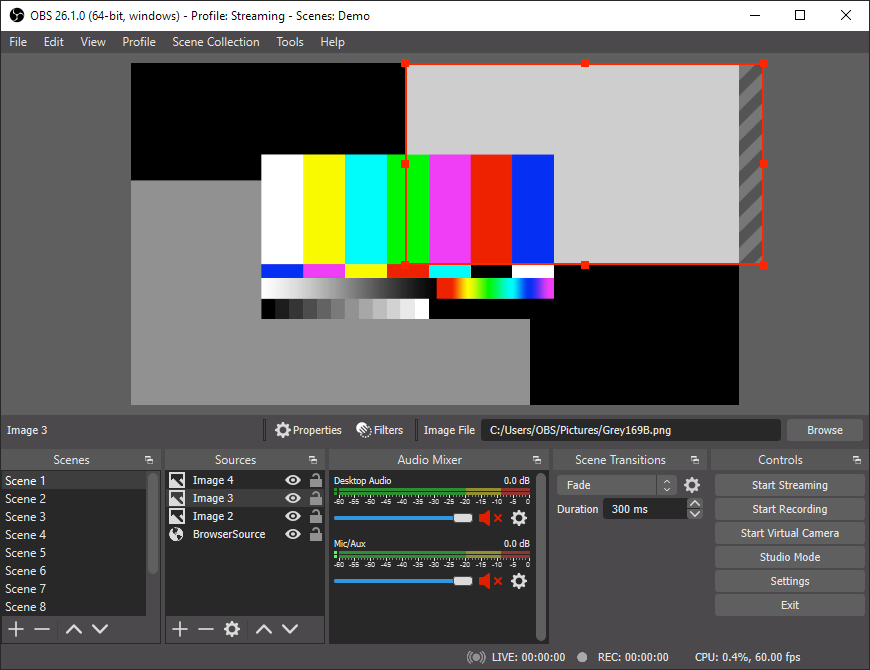 OBS 26.1.0 (64-bit, windows) - Profile: Streaming - Scenes: Demo
File Edit View Profile Scene Collection Tools Help
Image 3 Properties Filters Image File C:/Users/OBS/Pictures/Grey169B.png Browse
Scenes
Scene 1
Scene 2
Scene 3
Scene 4
Scene 5
Scene 6
Scene 7
Scene 8
Sources
Image 4
Image 3
Image 2
BrowserSource
Audio Mixer
Desktop Audio 0.0 dB
-60 -55 -50 -45 -40 -35 -30 -25 -20 -15 -10 -5 0
Mic/Aux 0.0 dB
-60 -55 -50 -45 -40 -35 -30 -25 -20 -15 -10 -5 0
Scene Transitions
Fade
Duration 300 ms
Controls
Start Streaming
Start Recording
Start Virtual Camera
Studio Mode
Settings
Exit
LIVE: 00:00:00 REC: 00:00:00 CPU: 0.4%, 60.00 fps